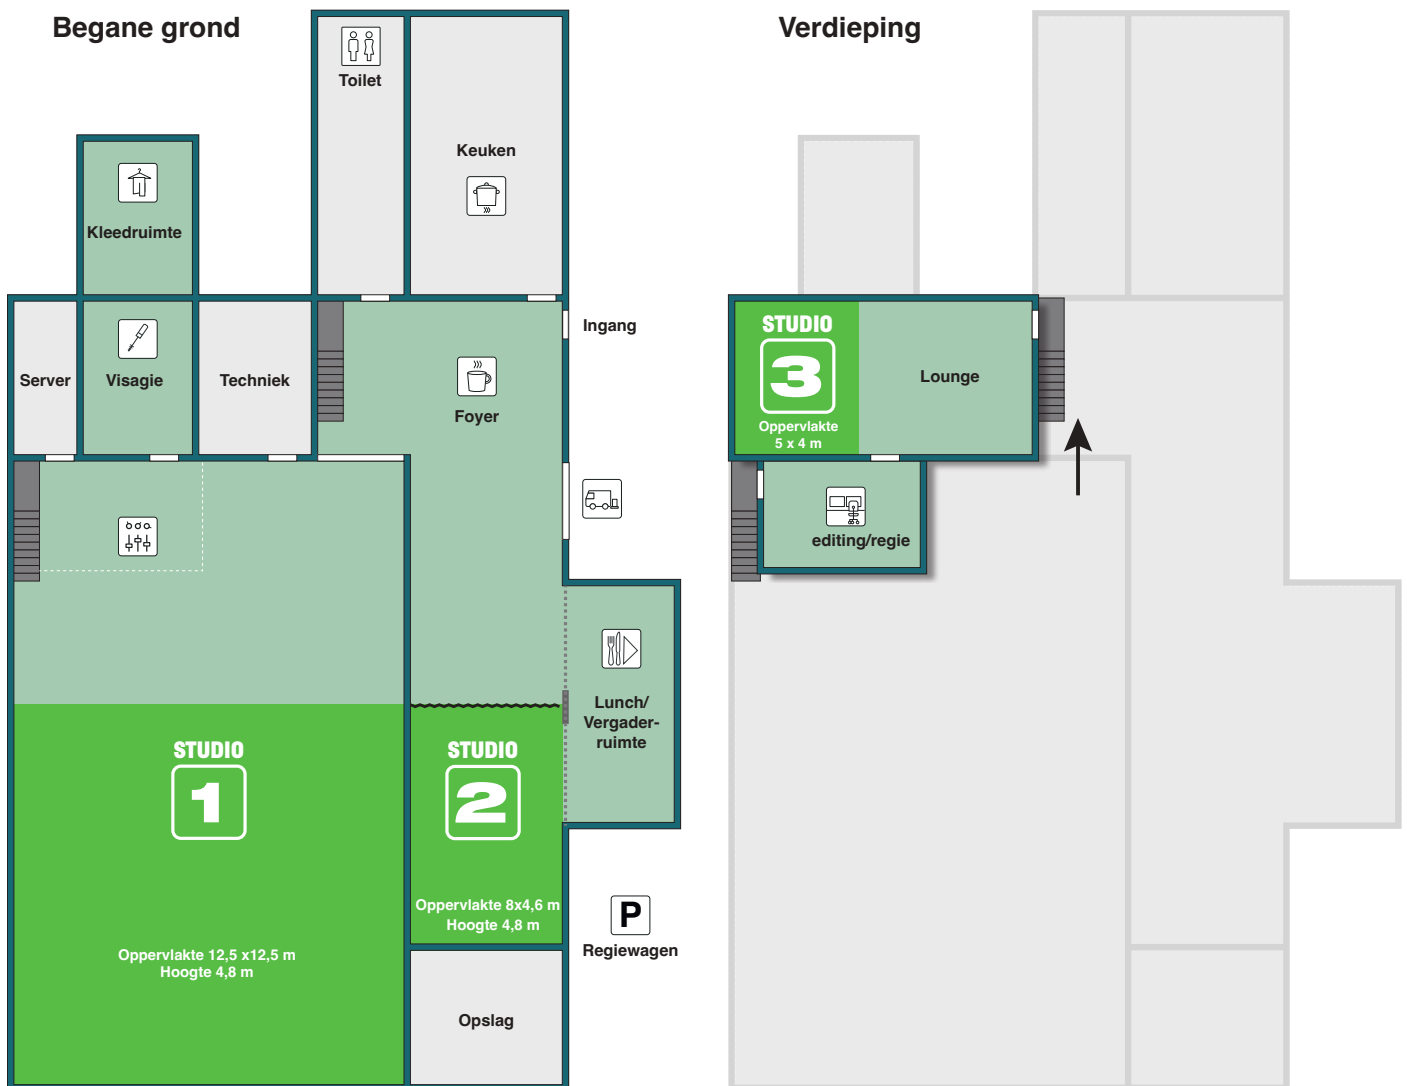 Begane grond
Toilet
Keuken
Kleedruimte
Server
Visagie
Techniek
Ingang
Foyer
Lunch/
Vergader-
ruimte
STUDIO
1
Oppervlakte 12,5 x12,5 m
Hoogte 4,8 m
STUDIO
2
Oppervlakte 8x4,6 m
Hoogte 4,8 m
P
Regiewagen
Opslag
Verdieping
STUDIO
3
Oppervlakte
5 x 4 m
Lounge
editing/regie